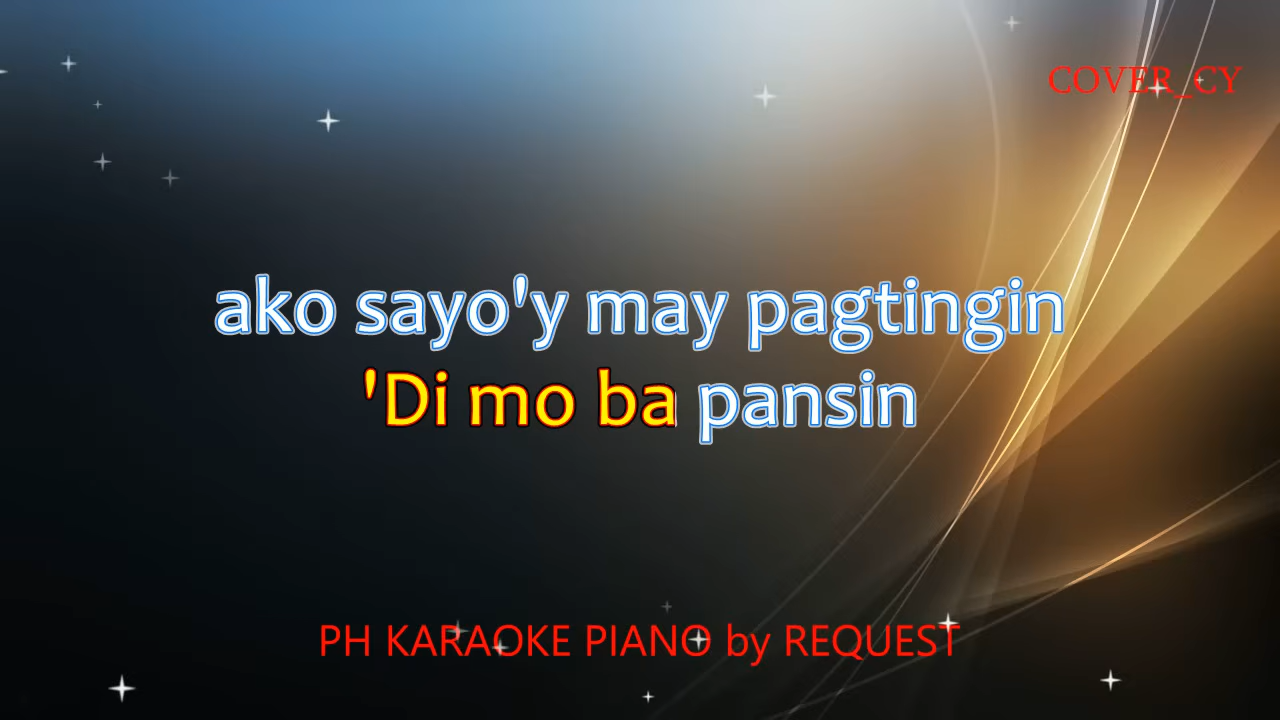 COVER_CY
ako sayo'y may pagtingin
'Di mo ba pansin
PH KARAOKE PIANO by REQUEST